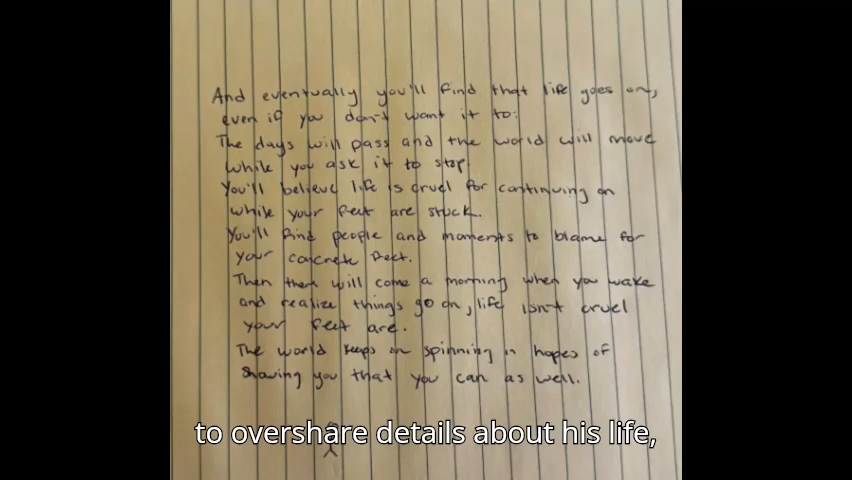 And eventually you'll find that life goes on,
even if you don't want it to.
The days will pass and the world will move
while you ask it to stop.
You'll believe life is cruel for continuing on
while your feet are stuck.
You'll find people and moments to blame for
your concrete feet.
Then there will come a morning when you wake
and realize things go on, life isn't cruel
your feet are.
The world keeps on spinning in hopes of
showing you that you can as well.
to overshare details about his life,